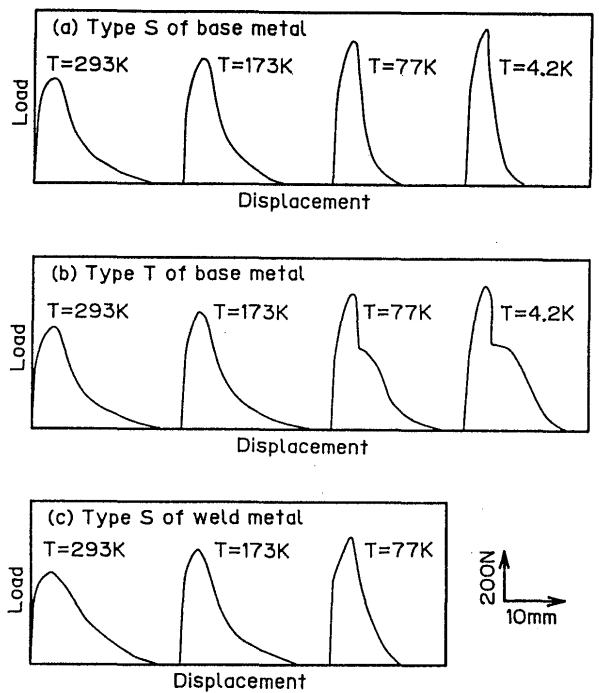 (a) Type S of base metal
T=293K
T=173K
T=77K
T=4.2K
Load
Displacement
(b) Type T of base metal
T=293K
T=173K
T=77K
T=4.2K
Load
Displacement
(c) Type S of weld metal
T=293K
T=173K
T=77K
Load
Displacement
200N
10mm